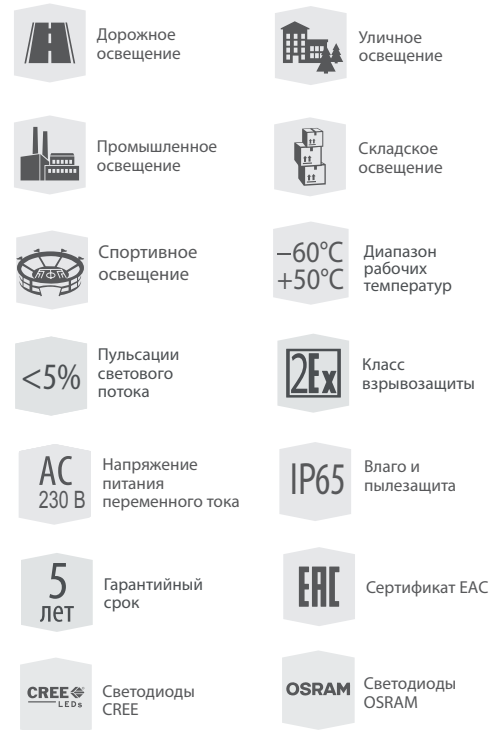 Дорожное
освещение
Уличное
освещение
Промышленное
освещение
Складское
освещение
Спортивное
освещение
–60°C
+50°C
Диапазон
рабочих
температур
<5%
Пульсации
светового
потока
2Ex
Класс
взрывозащиты
AC
230 В
Напряжение
питания
переменного тока
IP65
Влаго и
пылезащита
5
лет
Гарантийный
срок
EAC
Сертификат ЕАС
CREE
LEDs
Светодиоды
CREE
OSRAM
Светодиоды
OSRAM